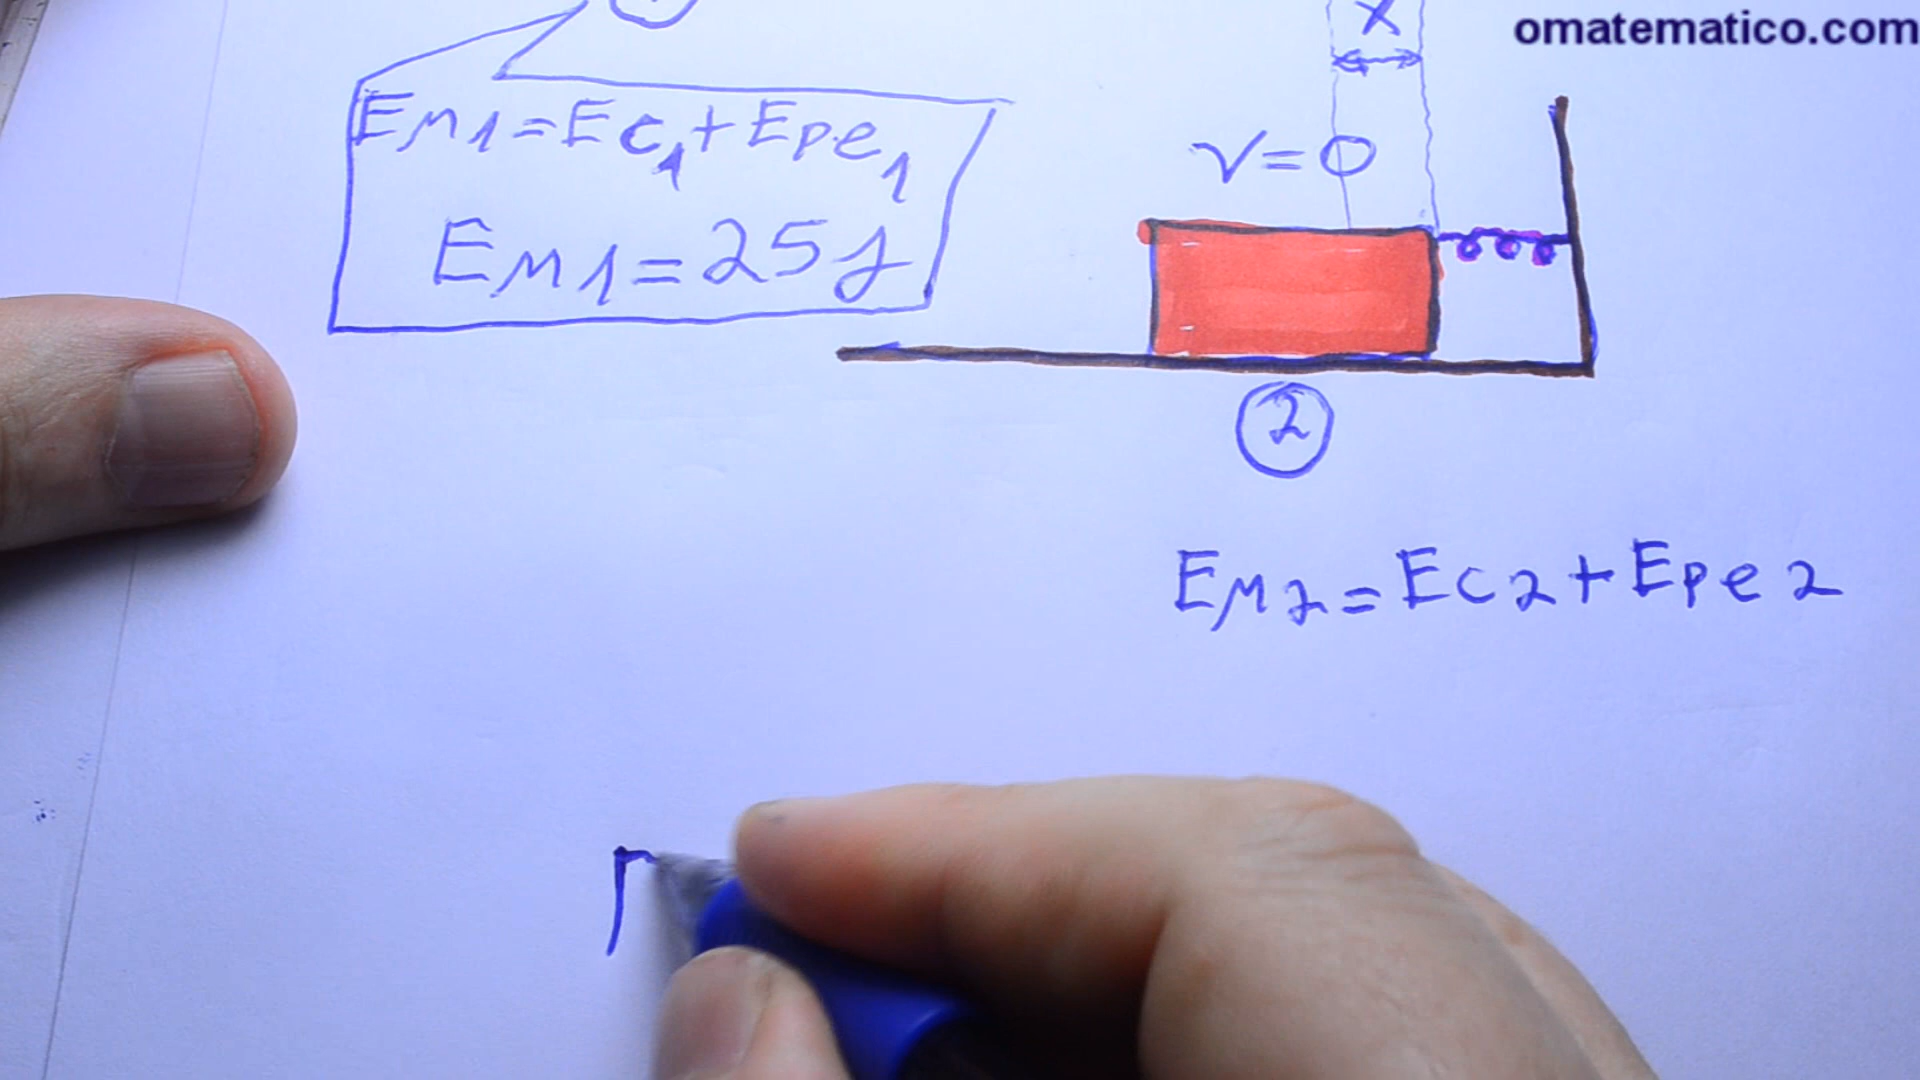 omatematico.com
X
EM1=Ec1+Epe1
V=0
EM1=25J
2
EM2=Ec2+Epe2